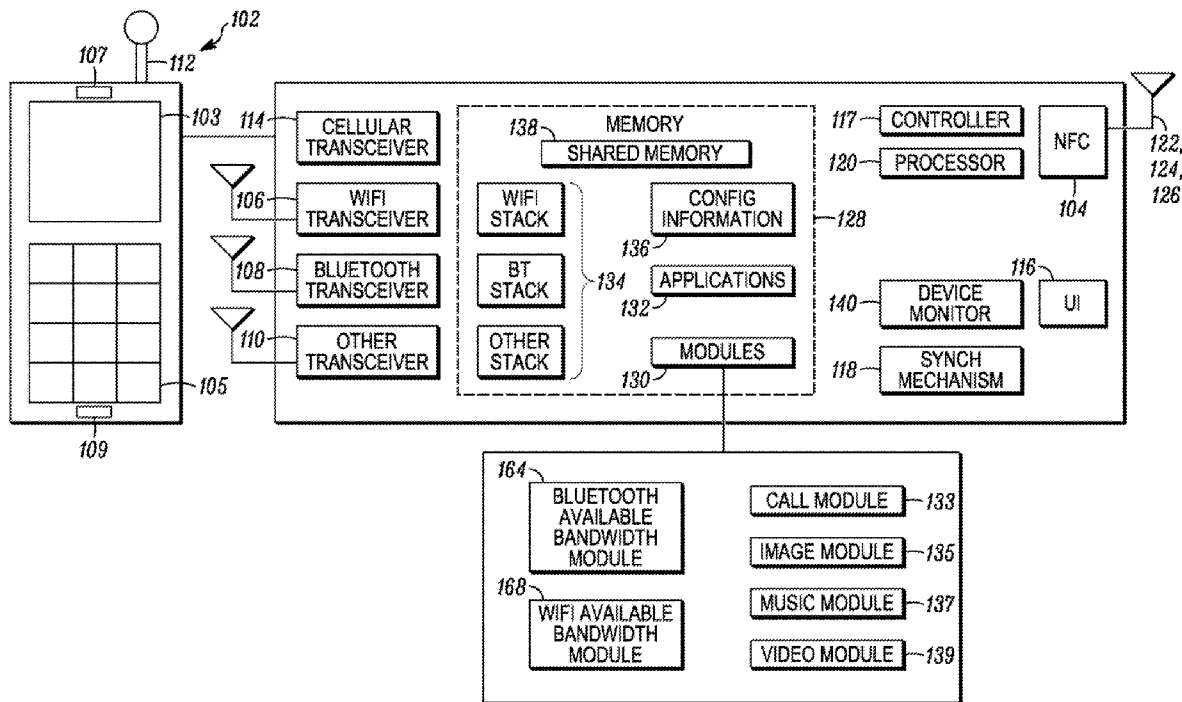 102
107
112
103
105
109
114
CELLULAR
TRANSCEIVER
106
WIFI
TRANSCEIVER
108
BLUETOOTH
TRANSCEIVER
110
OTHER
TRANSCEIVER
MEMORY
138
SHARED MEMORY
WIFI
STACK
BT
STACK
OTHER
STACK
134
CONFIG
INFORMATION
136
APPLICATIONS
132
MODULES
130
128
117
CONTROLLER
120
PROCESSOR
NFC
104
122,
124,
126
116
UI
140
DEVICE
MONITOR
118
SYNCH
MECHANISM
164
BLUETOOTH
AVAILABLE
BANDWIDTH
MODULE
168
WIFI AVAILABLE
BANDWIDTH
MODULE
CALL MODULE
133
IMAGE MODULE
135
MUSIC MODULE
137
VIDEO MODULE
139